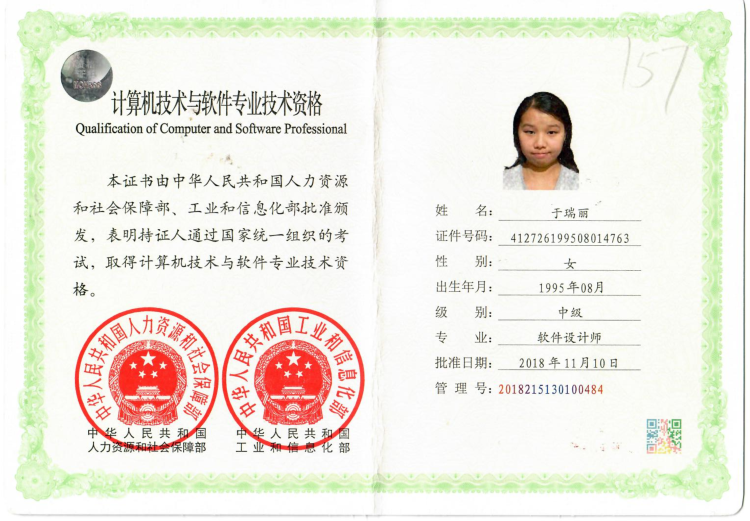 计算机技术与软件专业技术资格
Qualification of Computer and Software Professional
本证书由中华人民共和国人力资源
和社会保障部、工业和信息化部批准颁
发，表明持证人通过国家统一组织的考
试，取得计算机技术与软件专业技术资
格。
中华人民共和国人力资源和社会保障部
中华人民共和国工业和信息化部
中华人民共和国
人力资源和社会保障部
中华人民共和国
工业和信息化部
157
姓 名： 于瑞丽
证件号码： 412726199508014763
性 别： 女
出生年月： 1995年08月
级 别： 中级
专 业： 软件设计师
批准日期： 2018年11月10日
管 理 号： 2018215130100484